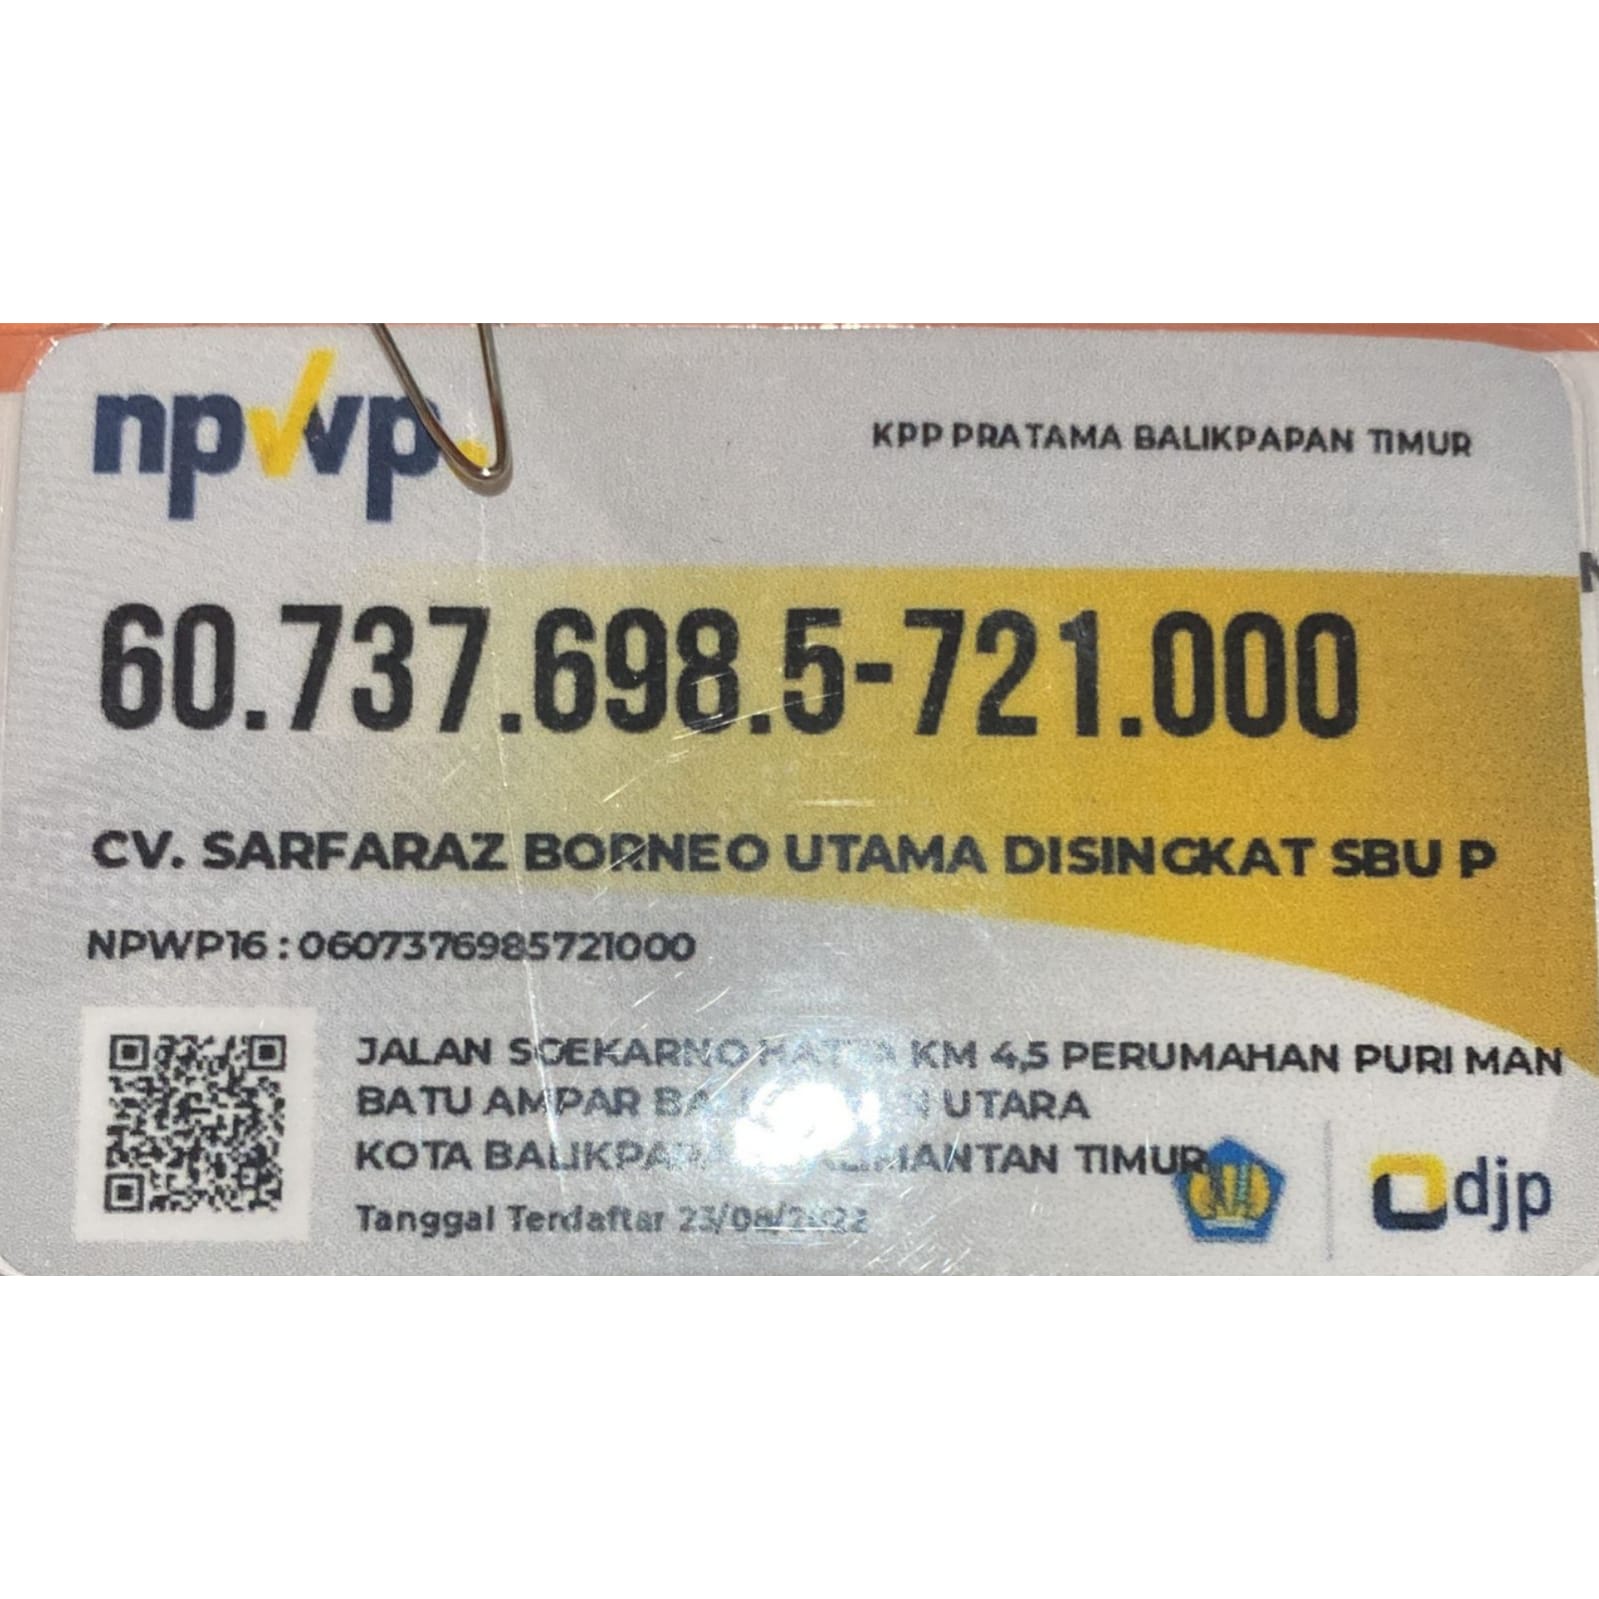 npwp.
KPP PRATAMA BALIKPAPAN TIMUR
60.737.698.5-721.000
CV. SARFARAZ BORNEO UTAMA DISINGKAT SBU P
NPWP16 : 0607376985721000
JALAN SOEKARNO HATTA KM 4,5 PERUMAHAN PURI MAN
BATU AMPAR UTARA
KOTA TIMUR
Tanggal Terdaftar
djp